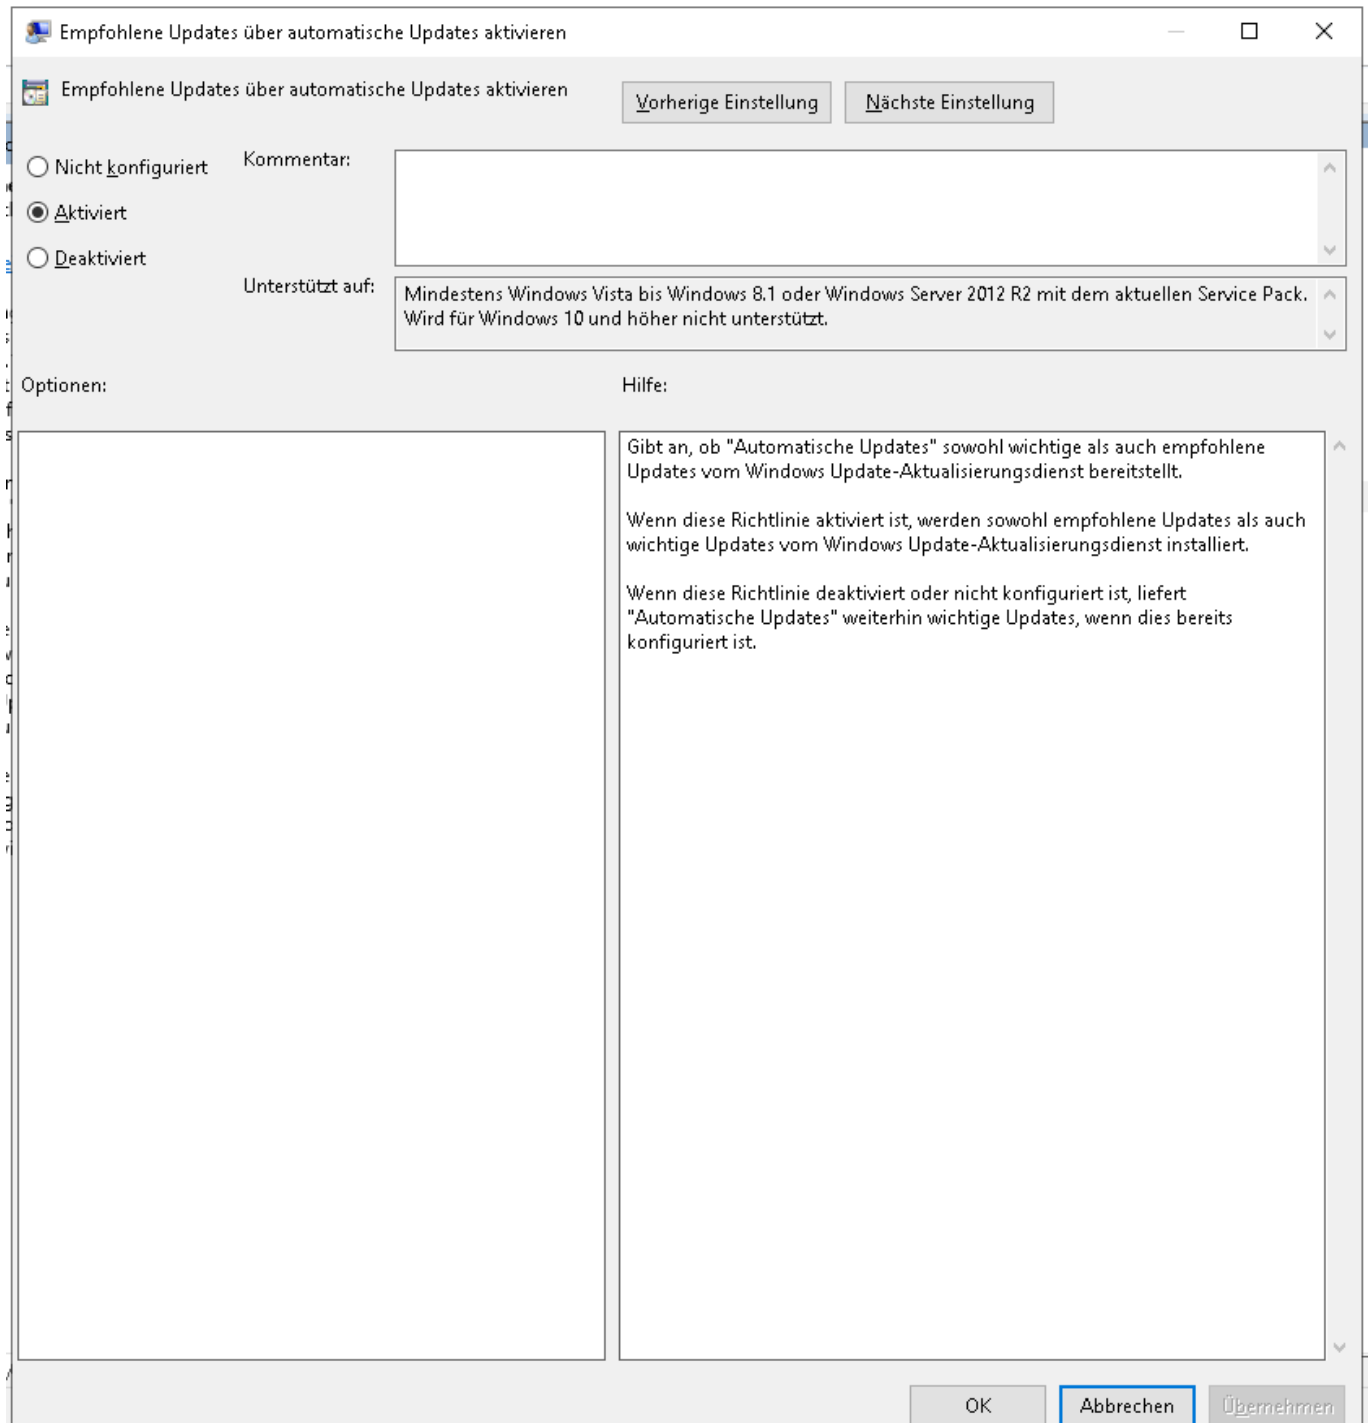 Empfohlene Updates über automatische Updates aktivieren
Empfohlene Updates über automatische Updates aktivieren
Vorherige Einstellung
Nächste Einstellung
Nicht konfiguriert
Kommentar:
Aktiviert
Deaktiviert
Unterstützt auf:
Mindestens Windows Vista bis Windows 8.1 oder Windows Server 2012 R2 mit dem aktuellen Service Pack.
Wird für Windows 10 und höher nicht unterstützt.
Optionen:
Hilfe:
Gibt an, ob "Automatische Updates" sowohl wichtige als auch empfohlene
Updates vom Windows Update-Aktualisierungsdienst bereitstellt.
Wenn diese Richtlinie aktiviert ist, werden sowohl empfohlene Updates als auch
wichtige Updates vom Windows Update-Aktualisierungsdienst installiert.
Wenn diese Richtlinie deaktiviert oder nicht konfiguriert ist, liefert
"Automatische Updates" weiterhin wichtige Updates, wenn dies bereits
konfiguriert ist.
OK
Abbrechen
Übernehmen